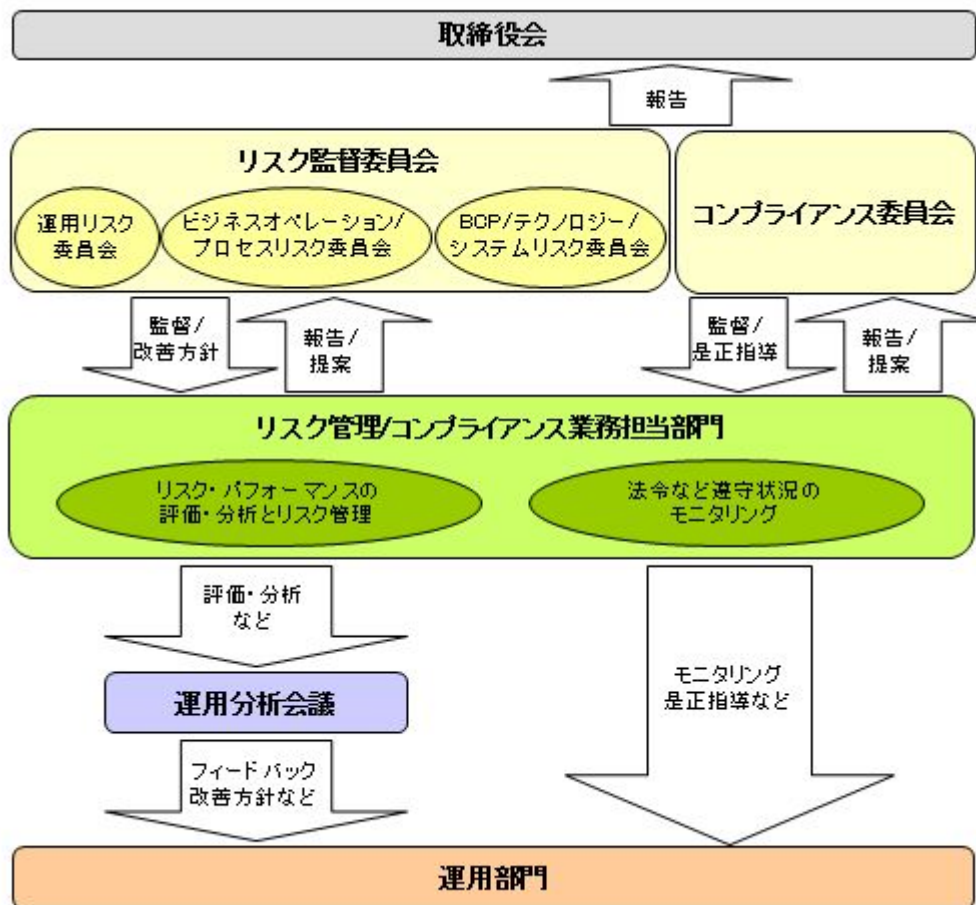 取締役会
報告
リスク監督委員会
運用リスク
委員会
ビジネスオペレーション/
プロセスリスク委員会
BCP/テクノロジー/
システムリスク委員会
コンプライアンス委員会
監督/
改善方針
報告/
提案
監督/
是正指導
報告/
提案
リスク管理/コンプライアンス業務担当部門
リスク・パフォーマンスの
評価・分析とリスク管理
法令など遵守状況の
モニタリング
評価・分析
など
運用分析会議
モニタリング
是正指導など
フィードバック
改善方針など
運用部門